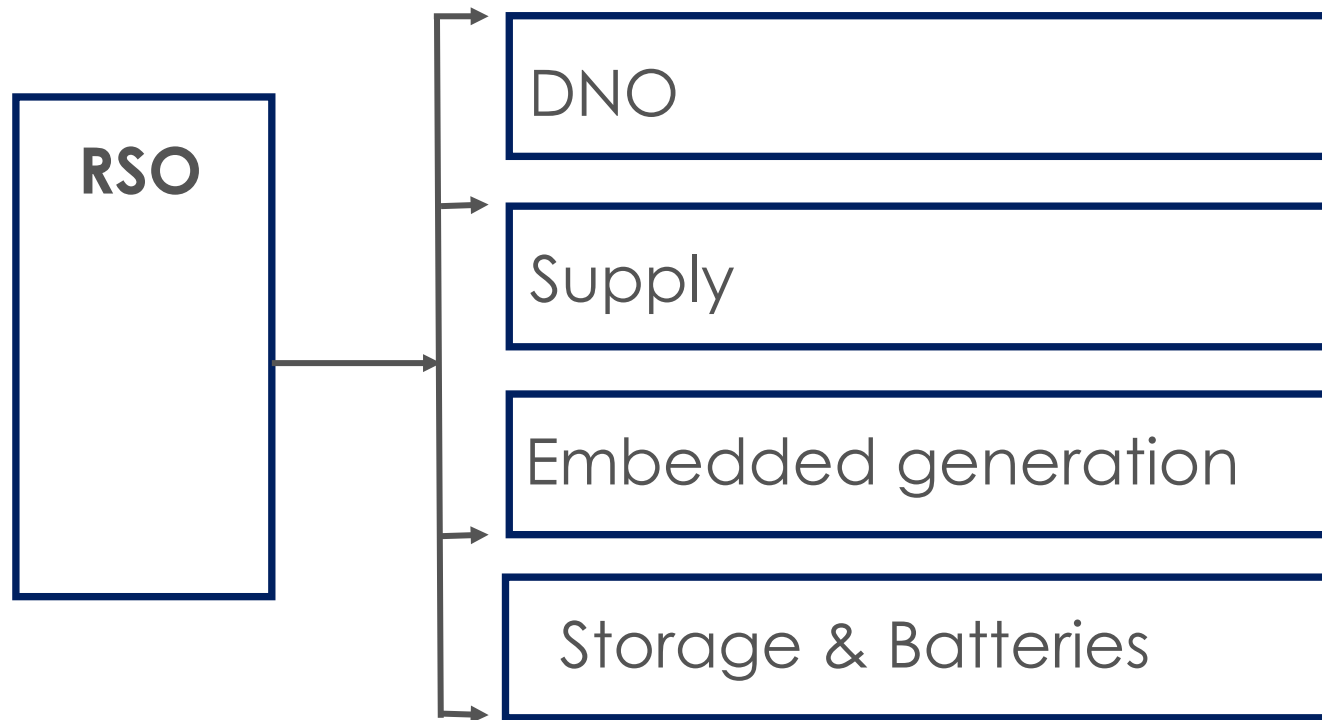 RSO
DNO
Supply
Embedded generation
Storage & Batteries